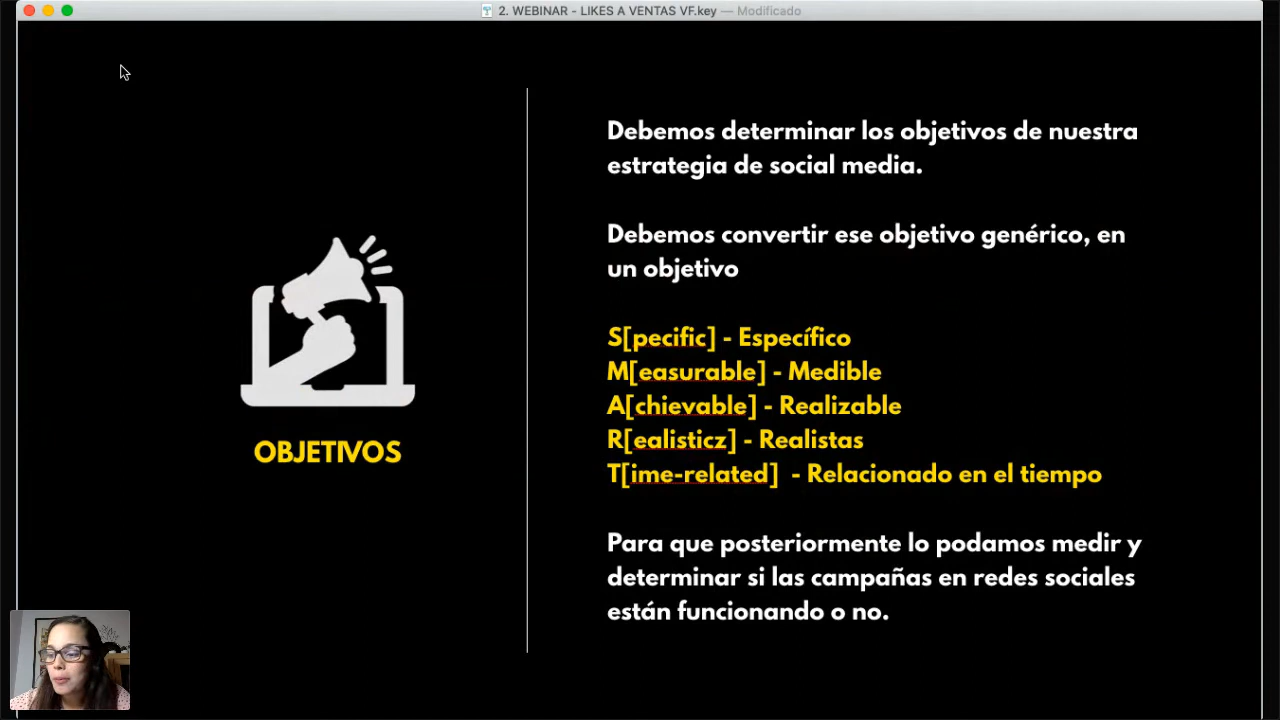 2. WEBINAR - LIKES A VENTAS VF.key — Modificado
OBJETIVOS
Debemos determinar los objetivos de nuestra
estrategia de social media.
Debemos convertir ese objetivo genérico, en
un objetivo
S[pecific] - Específico
M[easurable] - Medible
A[chievable] - Realizable
R[ealisticz] - Realistas
T[ime-related]  - Relacionado en el tiempo
Para que posteriormente lo podamos medir y
determinar si las campañas en redes sociales
están funcionando o no.